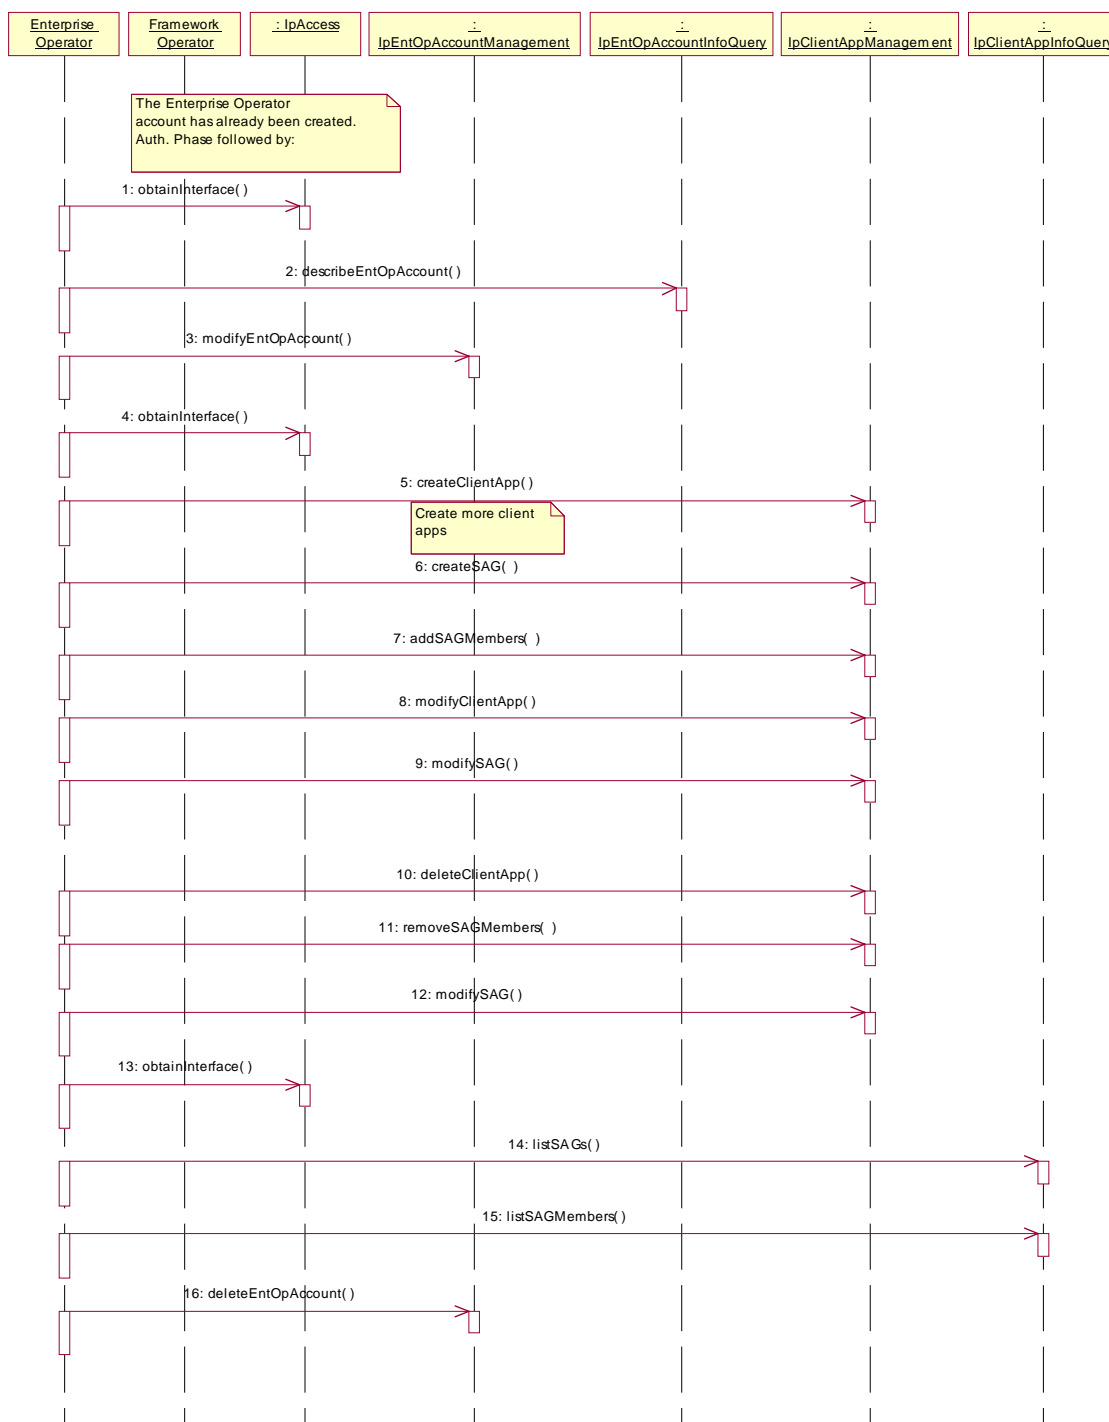 Enterprise
Operator
Framework
Operator
: IpAccess
:
IpEntOpAccountManagement
:
IpEntOpAccountInfoQuery
:
IpClientAppManagement
:
IpClientAppInfoQuery
The Enterprise Operator
account has already been created.
Auth. Phase followed by:
1: obtainInterface( )
2: describeEntOpAccount( )
3: modifyEntOpAccount( )
4: obtainInterface( )
5: createClientApp( )
Create more client
apps
6: createSAG( )
7: addSAGMembers( )
8: modifyClientApp( )
9: modifySAG( )
10: deleteClientApp( )
11: removeSAGMembers( )
12: modifySAG( )
13: obtainInterface( )
14: listSAGs( )
15: listSAGMembers( )
16: deleteEntOpAccount( )